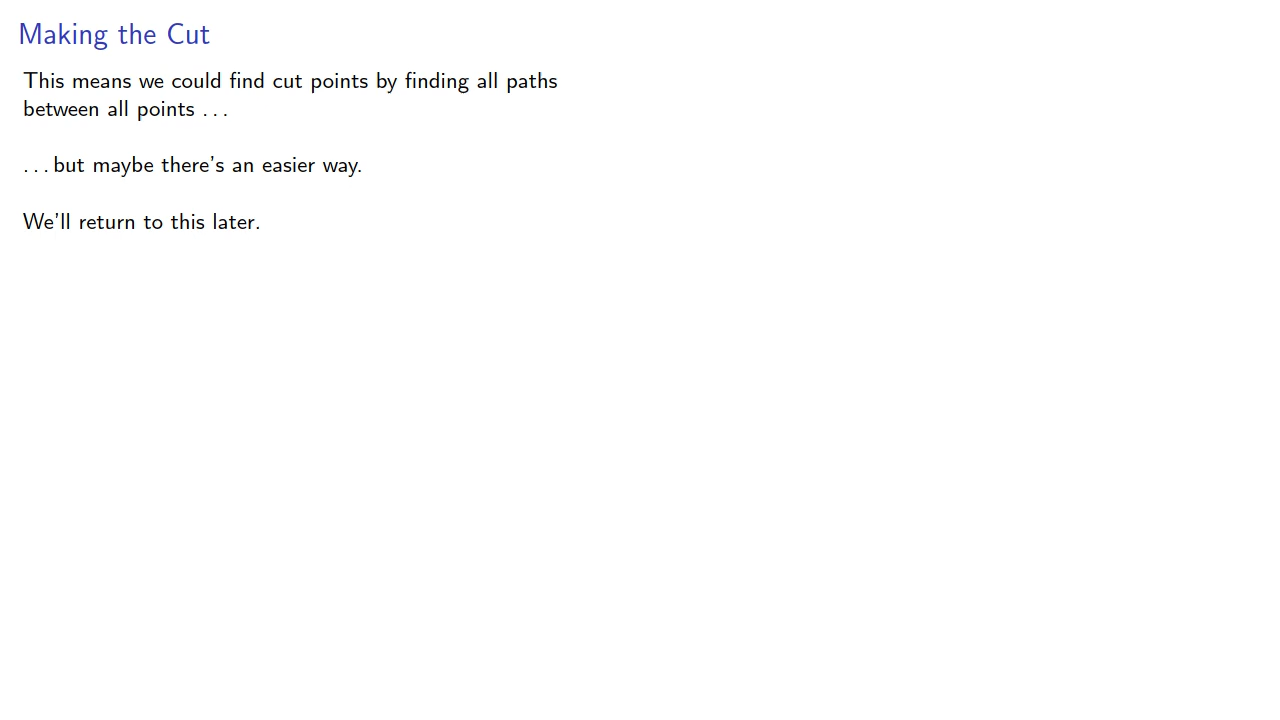 Making the Cut
This means we could find cut points by finding all paths
between all points . . .
. . . but maybe there's an easier way.
We'll return to this later.